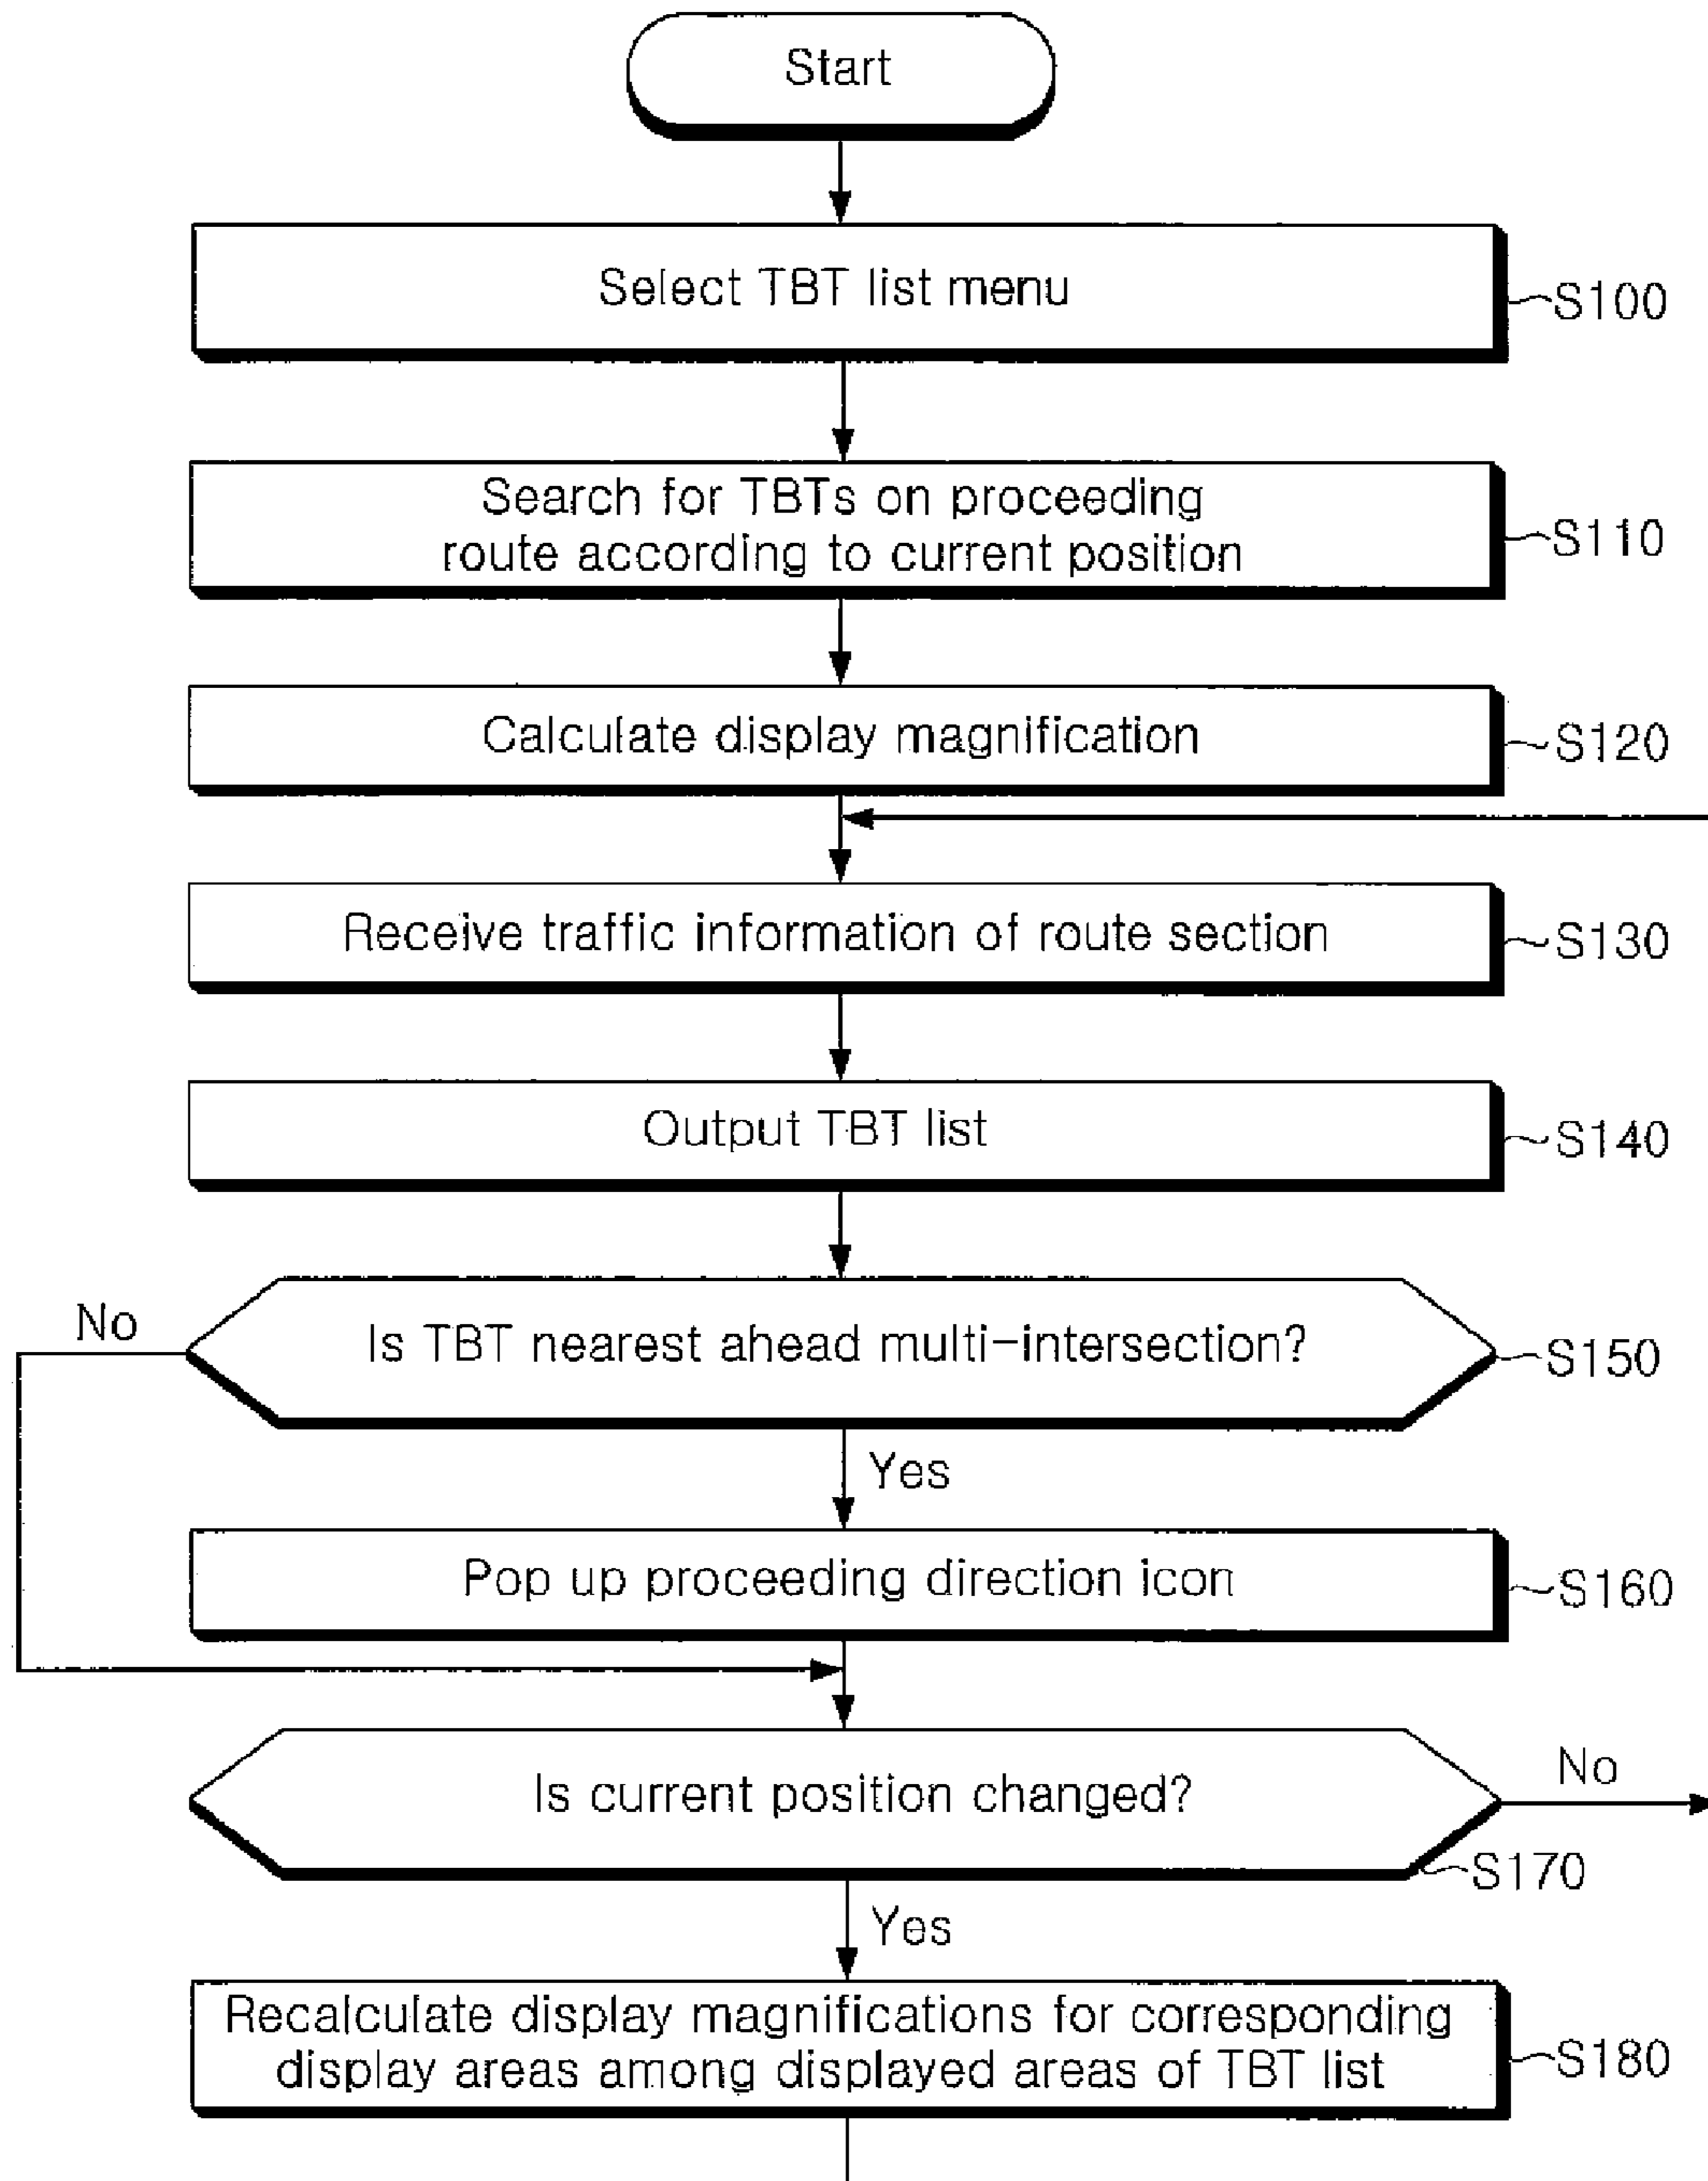 Start
Select TBT list menu
S100
Search for TBTs on proceeding
route according to current position
S110
Calculate display magnification
S120
Receive traffic information of route section
S130
Output TBT list
S140
No
Is TBT nearest ahead multi-intersection?
S150
Yes
Pop up proceeding direction icon
S160
Is current position changed?
No
S170
Yes
Recalculate display magnifications for corresponding
display areas among displayed areas of TBT list
S180